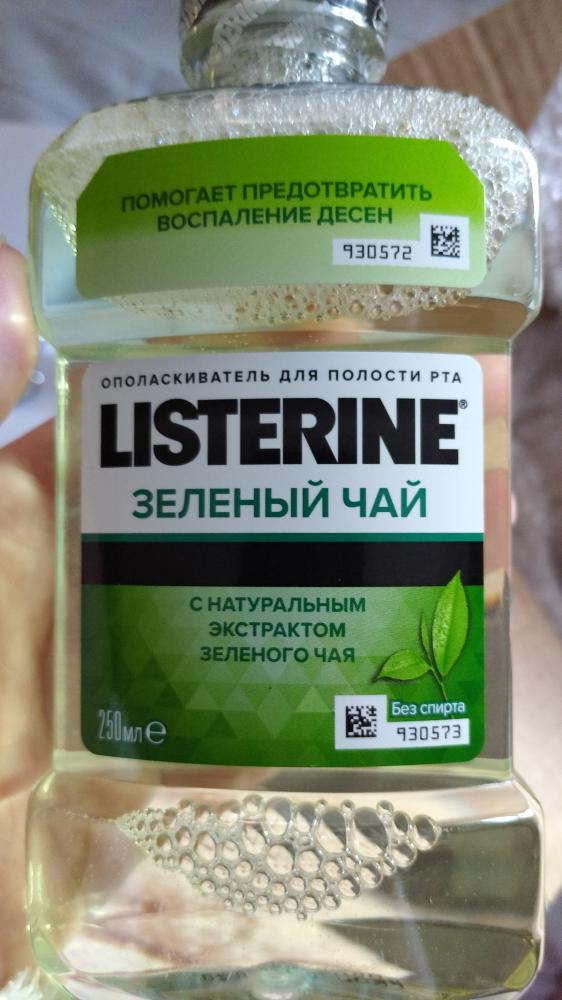 ПОМОГАЕТ ПРЕДОТВРАТИТЬ
ВОСПАЛЕНИЕ ДЕСЕН
930572
ОПОЛАСКИВАТЕЛЬ ДЛЯ ПОЛОСТИ РТА
LISTERINE®
ЗЕЛЕНЫЙ ЧАЙ
С НАТУРАЛЬНЫМ
ЭКСТРАКТОМ
ЗЕЛЕНОГО ЧАЯ
Без спирта
250мл e
930573